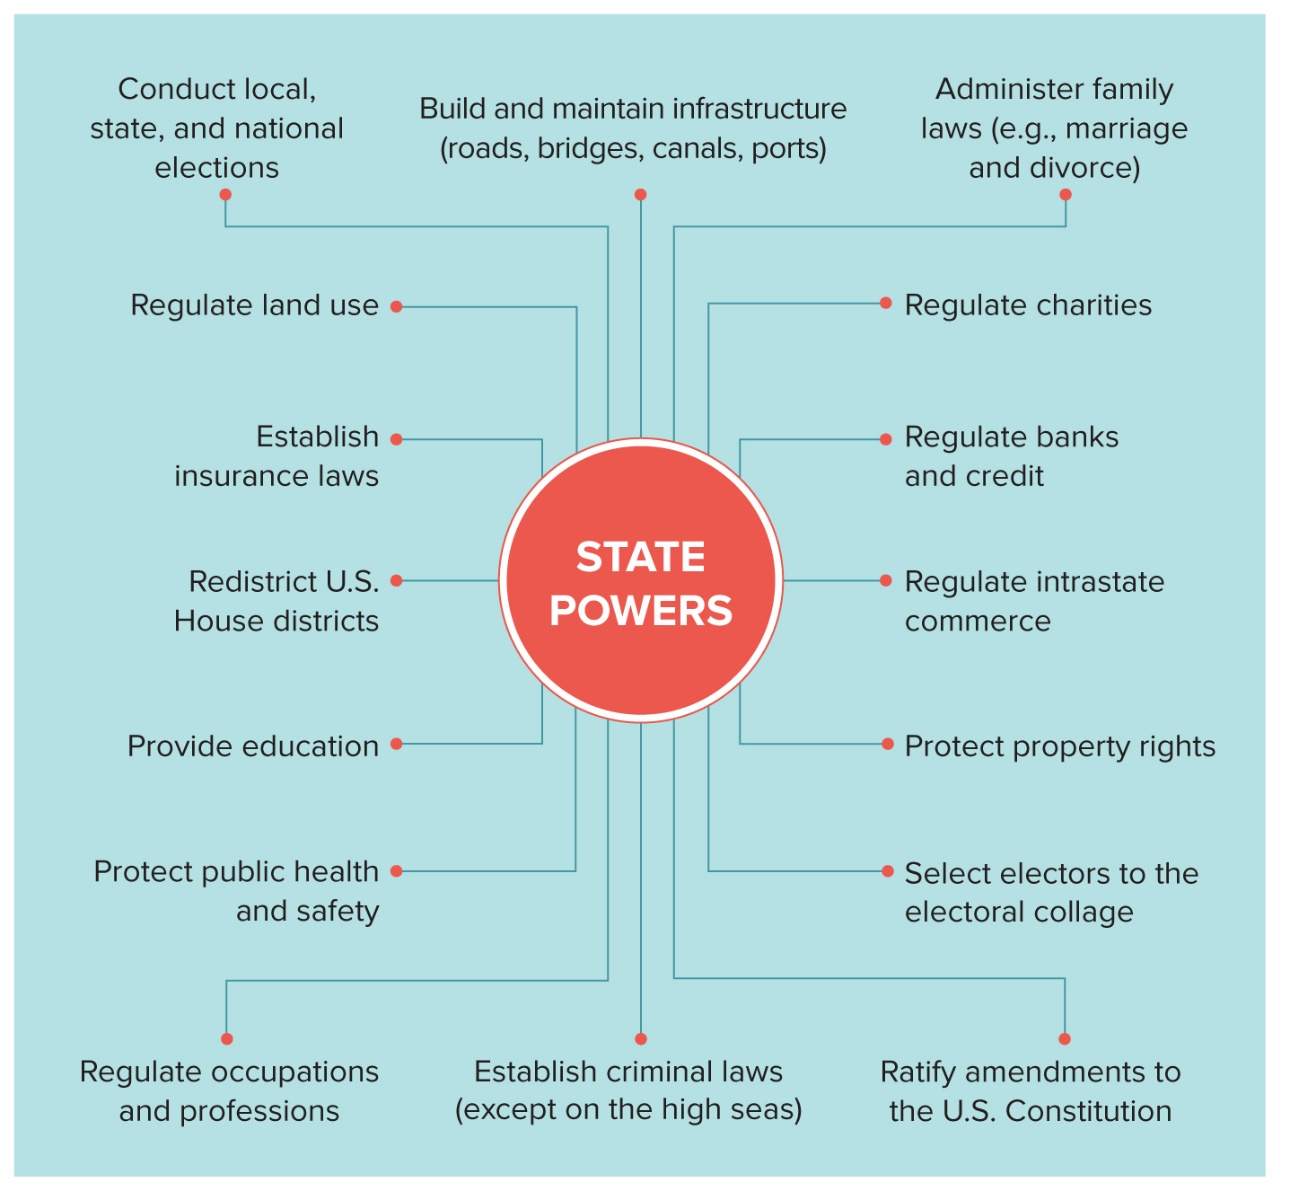 Conduct local,
state, and national
elections
Build and maintain infrastructure
(roads, bridges, canals, ports)
Administer family
laws (e.g., marriage
and divorce)
Regulate land use
Regulate charities
Establish
insurance laws
Regulate banks
and credit
STATE
POWERS
Redistrict U.S.
House districts
Regulate intrastate
commerce
Provide education
Protect property rights
Protect public health
and safety
Select electors to the
electoral collage
Regulate occupations
and professions
Establish criminal laws
(except on the high seas)
Ratify amendments to
the U.S. Constitution